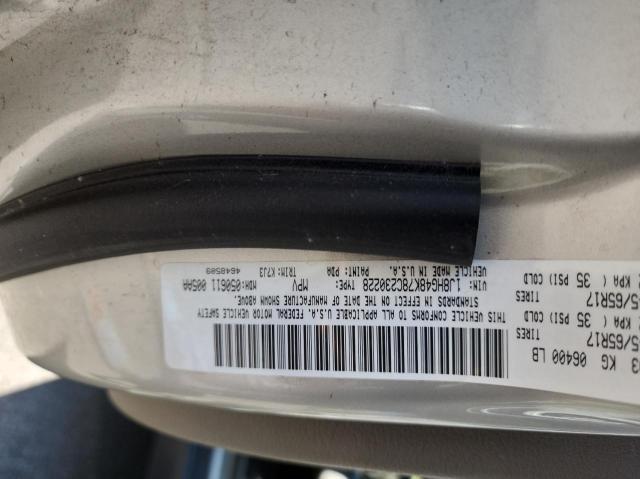 KG 06400 LB
5/65R17 TIRES
KPA ( 35 PSI) COLD
5/65R17 TIRES
KPA ( 35 PSI) COLD
THIS VEHICLE CONFORMS TO ALL APPLICABLE U.S.A. FEDERAL MOTOR VEHICLE SAFETY
STANDARDS IN EFFECT ON THE DATE OF MANUFACTURE SHOWN ABOVE.
VIN: 1J8HG48K78C230228 TYPE: MPV MDH:050611 005AA
VEHICLE MADE IN U.S.A. PAINT: PDA TRIM:K7J3 4648589